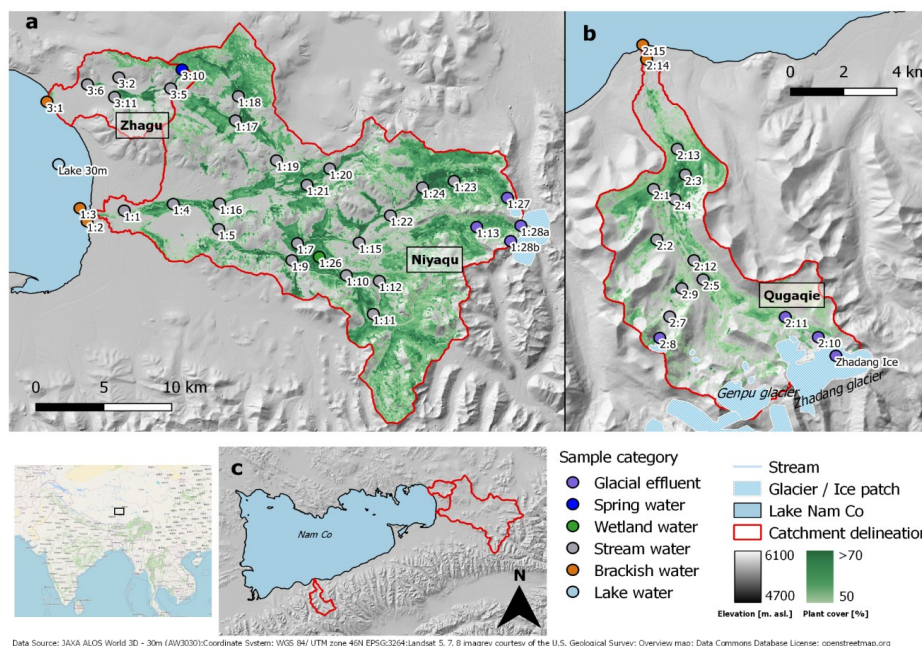 a
3:10
3:2
3:6
3:5
3:11
3:1
1:18
Zhagu
1:17
Lake 30m
1:19
1:20
1:21
1:24
1:23
1:27
1:3
1:1
1:4
1:16
1:2
1:22
1:5
1:13
1:28a
1:28b
1:7
1:15
1:26
Niyaqu
1:9
1:10
1:12
1:11
0 5 10 km
b
2:15
2:14
0 2 4 km
2:13
2:3
2:1
2:4
2:2
2:12
2:5
2:9
Qugaqie
2:7
2:11
2:8
2:10
Zhadang Ice
Genpu glacier
Zhadang glacier
c
Nam Co
N
Sample category
Glacial effluent
Spring water
Wetland water
Stream water
Brackish water
Lake water
Stream
Glacier / Ice patch
Lake Nam Co
Catchment delineation
6100
4700
Elevation [m. asl.]
>70
50
Plant cover [%]
Data Source: JAXA ALOS World 3D - 30m (AW3030);Coordinate System: WGS 84/ UTM zone 46N EPSG:3264;Landsat 5, 7, 8 imagrey courtesy of the U.S. Geological Survey; Overview map: Data Commons Database License: openstreetmap.org